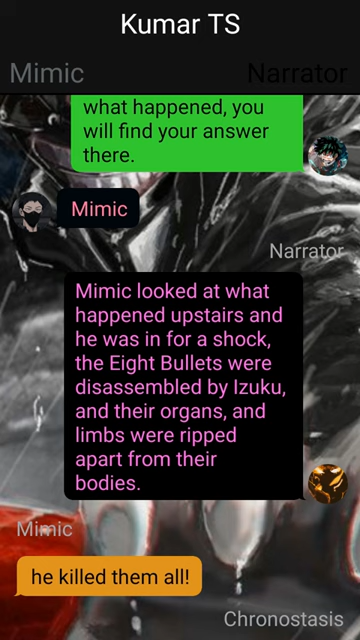 Kumar TS
Mimic
Narrator
what happened, you
will find your answer
there.
Mimic
Narrator
Mimic looked at what
happened upstairs and
he was in for a shock,
the Eight Bullets were
disassembled by Izuku,
and their organs, and
limbs were ripped
apart from their
bodies.
Mimic
he killed them all!
Chronostasis